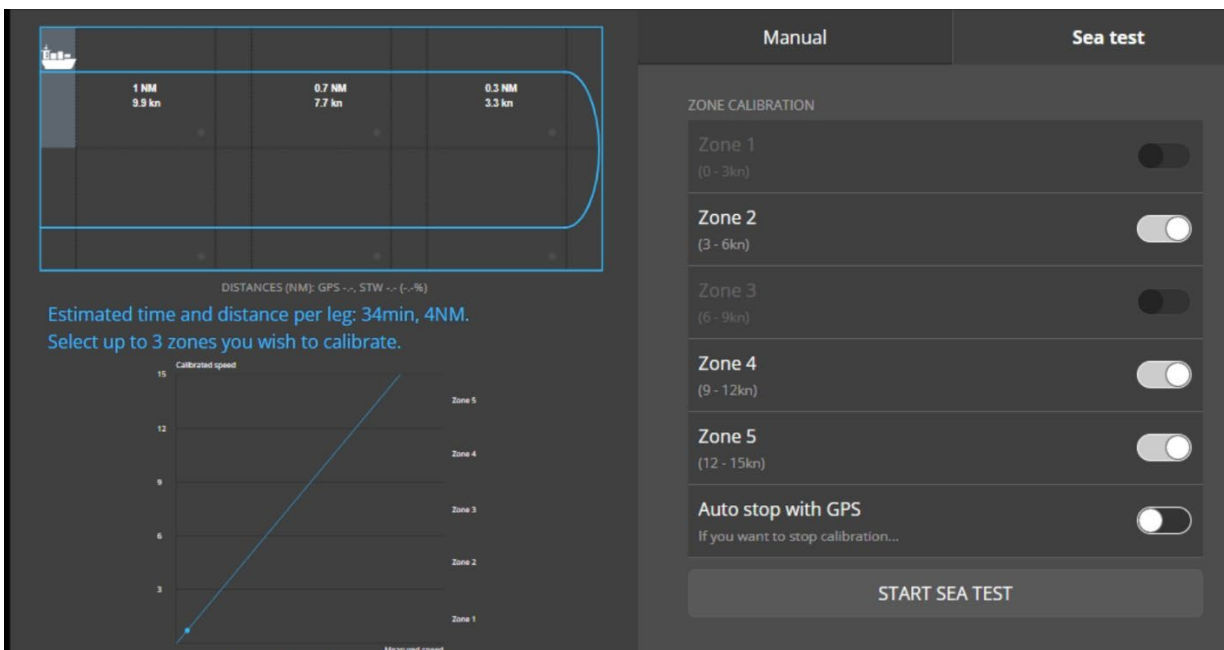 1 NM
9.9 kn
0.7 NM
7.7 kn
0.3 NM
3.3 kn
DISTANCES (NM): GPS -.-, STW -.- (-.-%)
Estimated time and distance per leg: 34min, 4NM.
Select up to 3 zones you wish to calibrate.
Calibrated speed
15
12
9
6
3
Zone 5
Zone 4
Zone 3
Zone 2
Zone 1
Measured speed
Manual
Sea test
ZONE CALIBRATION
Zone 1
(0 - 3kn)
Zone 2
(3 - 6kn)
Zone 3
(6 - 9kn)
Zone 4
(9 - 12kn)
Zone 5
(12 - 15kn)
Auto stop with GPS
If you want to stop calibration...
START SEA TEST